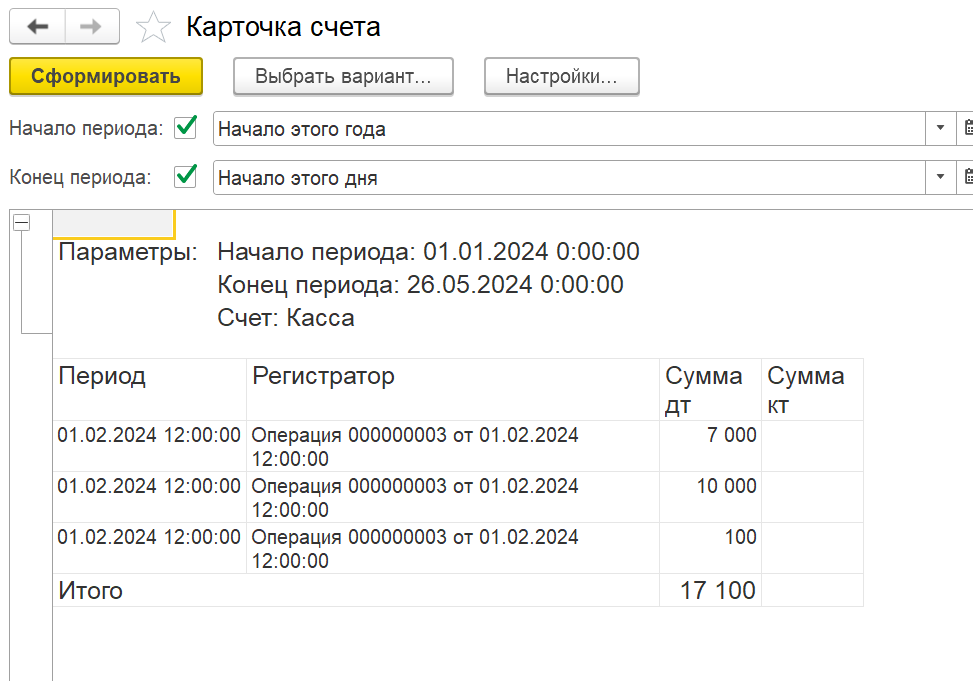 Карточка счета
Сформировать Выбрать вариант... Настройки...
Начало периода: Начало этого года
Конец периода: Начало этого дня
Параметры: Начало периода: 01.01.2024 0:00:00
Конец периода: 26.05.2024 0:00:00
Счет: Касса
Период Регистратор Сумма дт Сумма кт
01.02.2024 12:00:00 Операция 000000003 от 01.02.2024 7 000
12:00:00
01.02.2024 12:00:00 Операция 000000003 от 01.02.2024 10 000
12:00:00
01.02.2024 12:00:00 Операция 000000003 от 01.02.2024 100
12:00:00
Итого 17 100